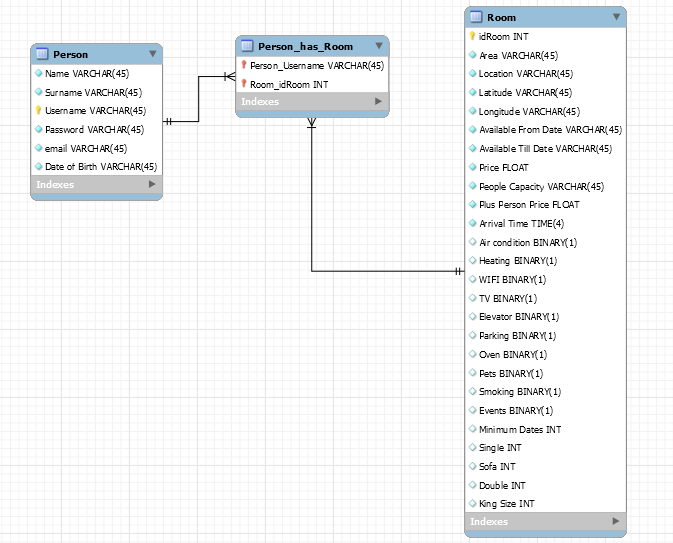 Person
Name VARCHAR(45)
Surname VARCHAR(45)
Username VARCHAR(45)
Password VARCHAR(45)
email VARCHAR(45)
Date of Birth VARCHAR(45)
Indexes
Person_has_Room
Person_Username VARCHAR(45)
Room_idRoom INT
Indexes
Room
idRoom INT
Area VARCHAR(45)
Location VARCHAR(45)
Latitude VARCHAR(45)
Longitude VARCHAR(45)
Available From Date VARCHAR(45)
Available Till Date VARCHAR(45)
Price FLOAT
People Capacity VARCHAR(45)
Plus Person Price FLOAT
Arrival Time TIME(4)
Air condition BINARY(1)
Heating BINARY(1)
WIFI BINARY(1)
TV BINARY(1)
Elevator BINARY(1)
Parking BINARY(1)
Oven BINARY(1)
Pets BINARY(1)
Smoking BINARY(1)
Events BINARY(1)
Minimum Dates INT
Single INT
Sofa INT
Double INT
King Size INT
Indexes